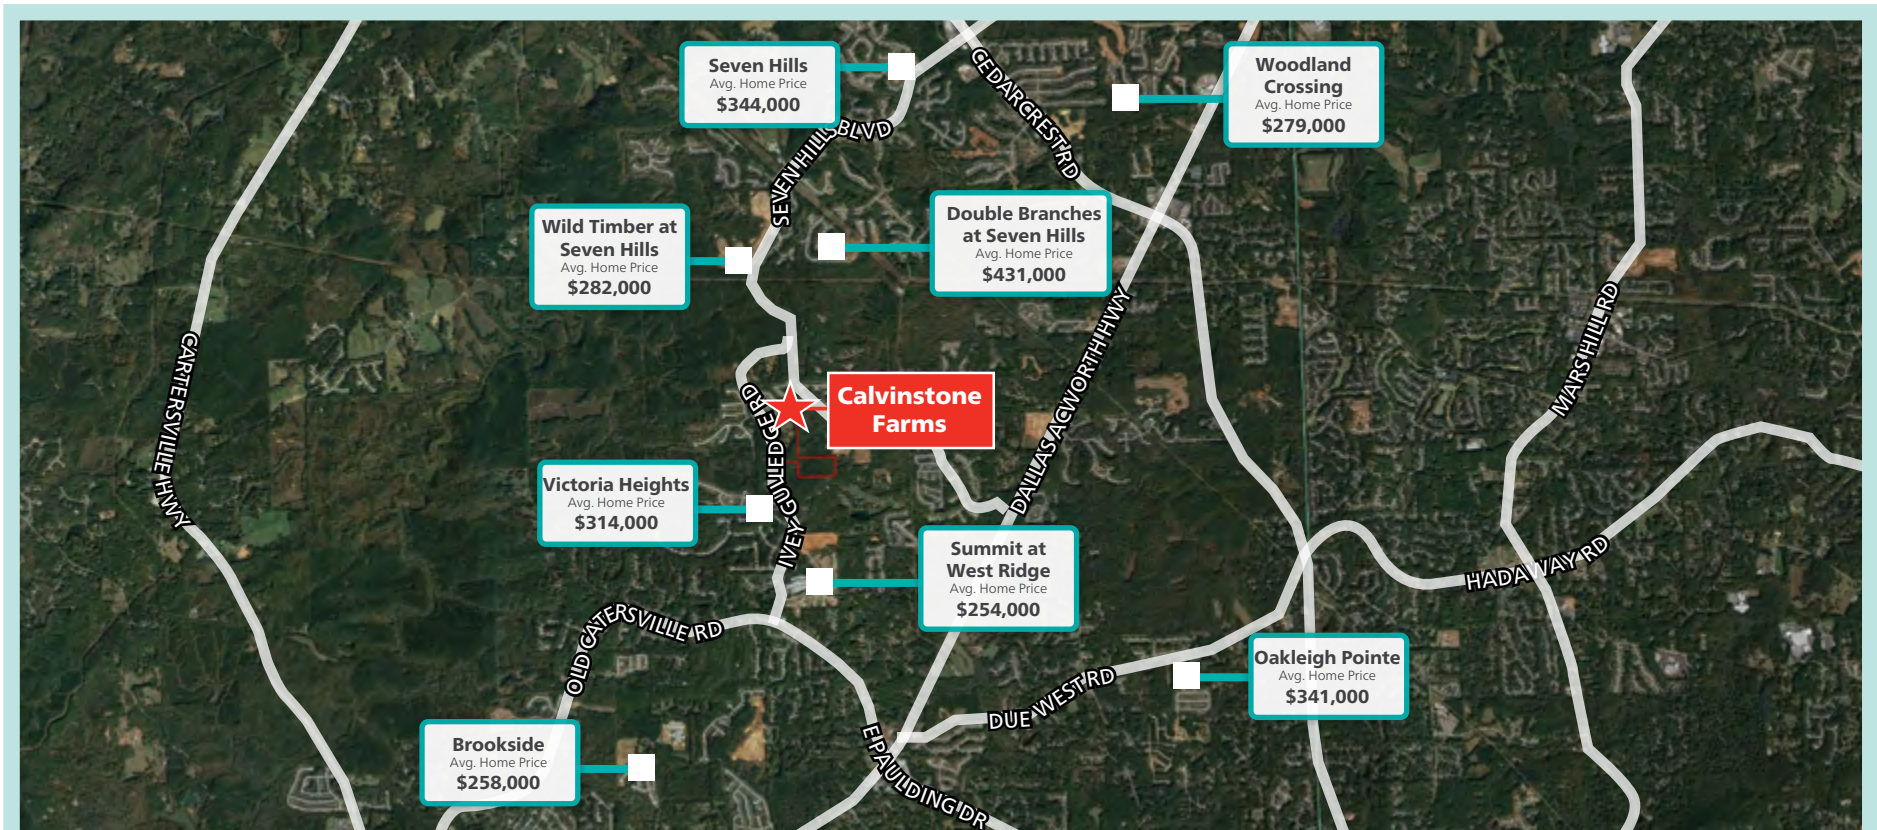 Seven Hills
Avg. Home Price
$344,000
Woodland
Crossing
Avg. Home Price
$279,000
CEDARCREST RD
SEVEN HILLS BLVD
Wild Timber at
Seven Hills
Avg. Home Price
$282,000
Double Branches
at Seven Hills
Avg. Home Price
$431,000
CARTERSVILLE HWY
DALLAS ACWORTH HWY
MARS HILL RD
Calvinstone
Farms
IVEY GULLEDGE RD
Victoria Heights
Avg. Home Price
$314,000
Summit at
West Ridge
Avg. Home Price
$254,000
HADAWAY RD
OLD CATERSVILLE RD
Oakleigh Pointe
Avg. Home Price
$341,000
DUE WEST RD
Brookside
Avg. Home Price
$258,000
E PAULDING DR